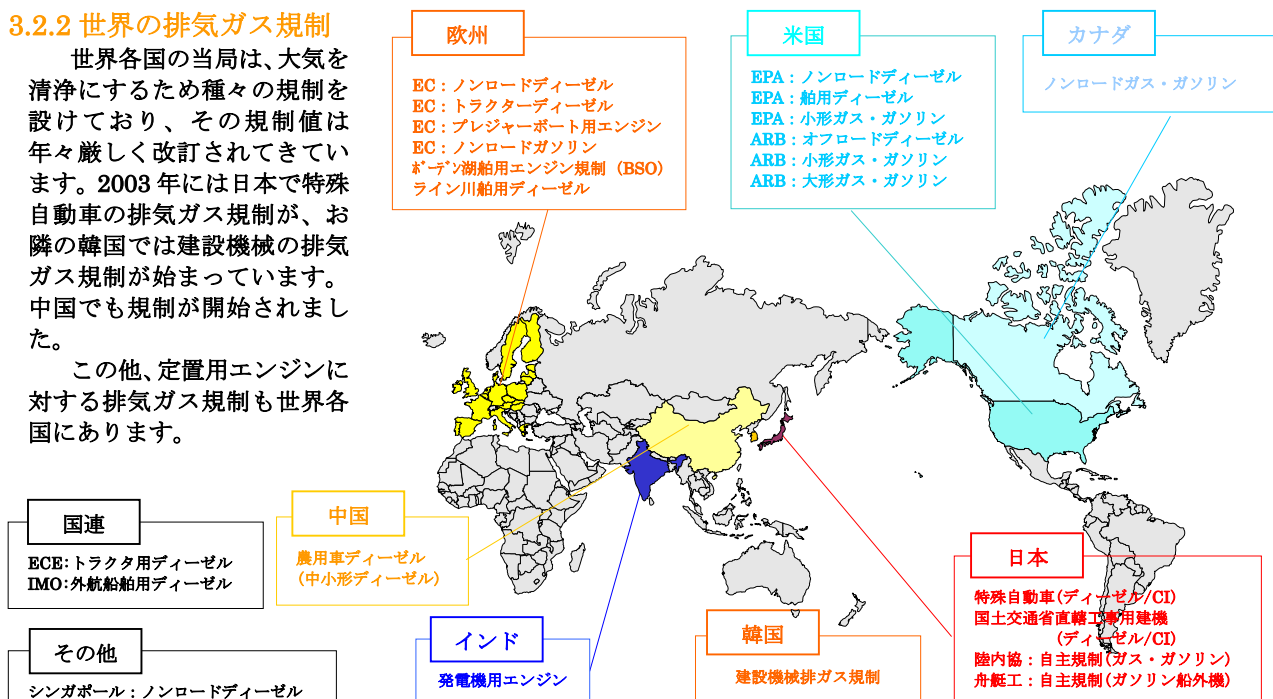 3.2.2 世界の排気ガス規制
世界各国の当局は、大気を
清浄にするため種々の規制を
設けており、その規制値は
年々厳しく改訂されてきてい
ます。2003 年には日本で特殊
自動車の排気ガス規制が、お
隣の韓国では建設機械の排気
ガス規制が始まっています。
中国でも規制が開始されまし
た。
この他、定置用エンジンに
対する排気ガス規制も世界各
国にあります。
欧州
EC：ノンロードディーゼル
EC：トラクターディーゼル
EC：プレジャーボート用エンジン
EC：ノンロードガソリン
ﾎﾞｰﾃﾞﾝ湖舶用エンジン規制（BSO）
ライン川舶用ディーゼル
米国
EPA：ノンロードディーゼル
EPA：舶用ディーゼル
EPA：小形ガス・ガソリン
ARB：オフロードディーゼル
ARB：小形ガス・ガソリン
ARB：大形ガス・ガソリン
カナダ
ノンロードガス・ガソリン
国連
ECE：トラクタ用ディーゼル
IMO：外航船舶用ディーゼル
中国
農用車ディーゼル
（中小形ディーゼル）
その他
シンガポール：ノンロードディーゼル
インド
発電機用エンジン
韓国
建設機械排ガス規制
日本
特殊自動車(ディーゼル/CI)
国土交通省直轄工事用建機
(ディーゼル/CI)
陸内協：自主規制(ガス・ガソリン)
舟艇工：自主規制(ガソリン船外機)